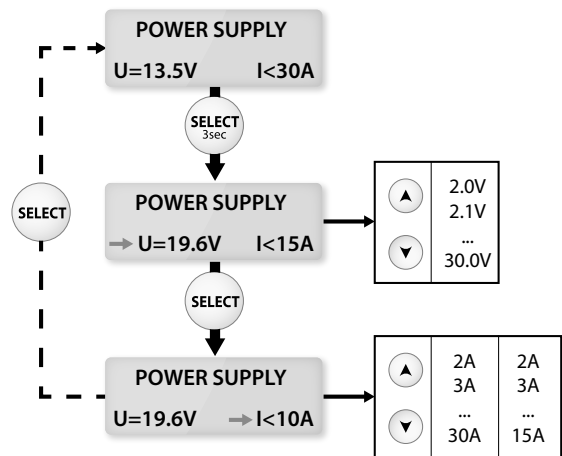 POWER SUPPLY
U=13.5V I<30A
SELECT
3sec
POWER SUPPLY
U=19.6V I<15A
2.0V
2.1V
...
30.0V
SELECT
SELECT
POWER SUPPLY
U=19.6V I<10A
2A 2A
3A 3A
... ...
30A 15A